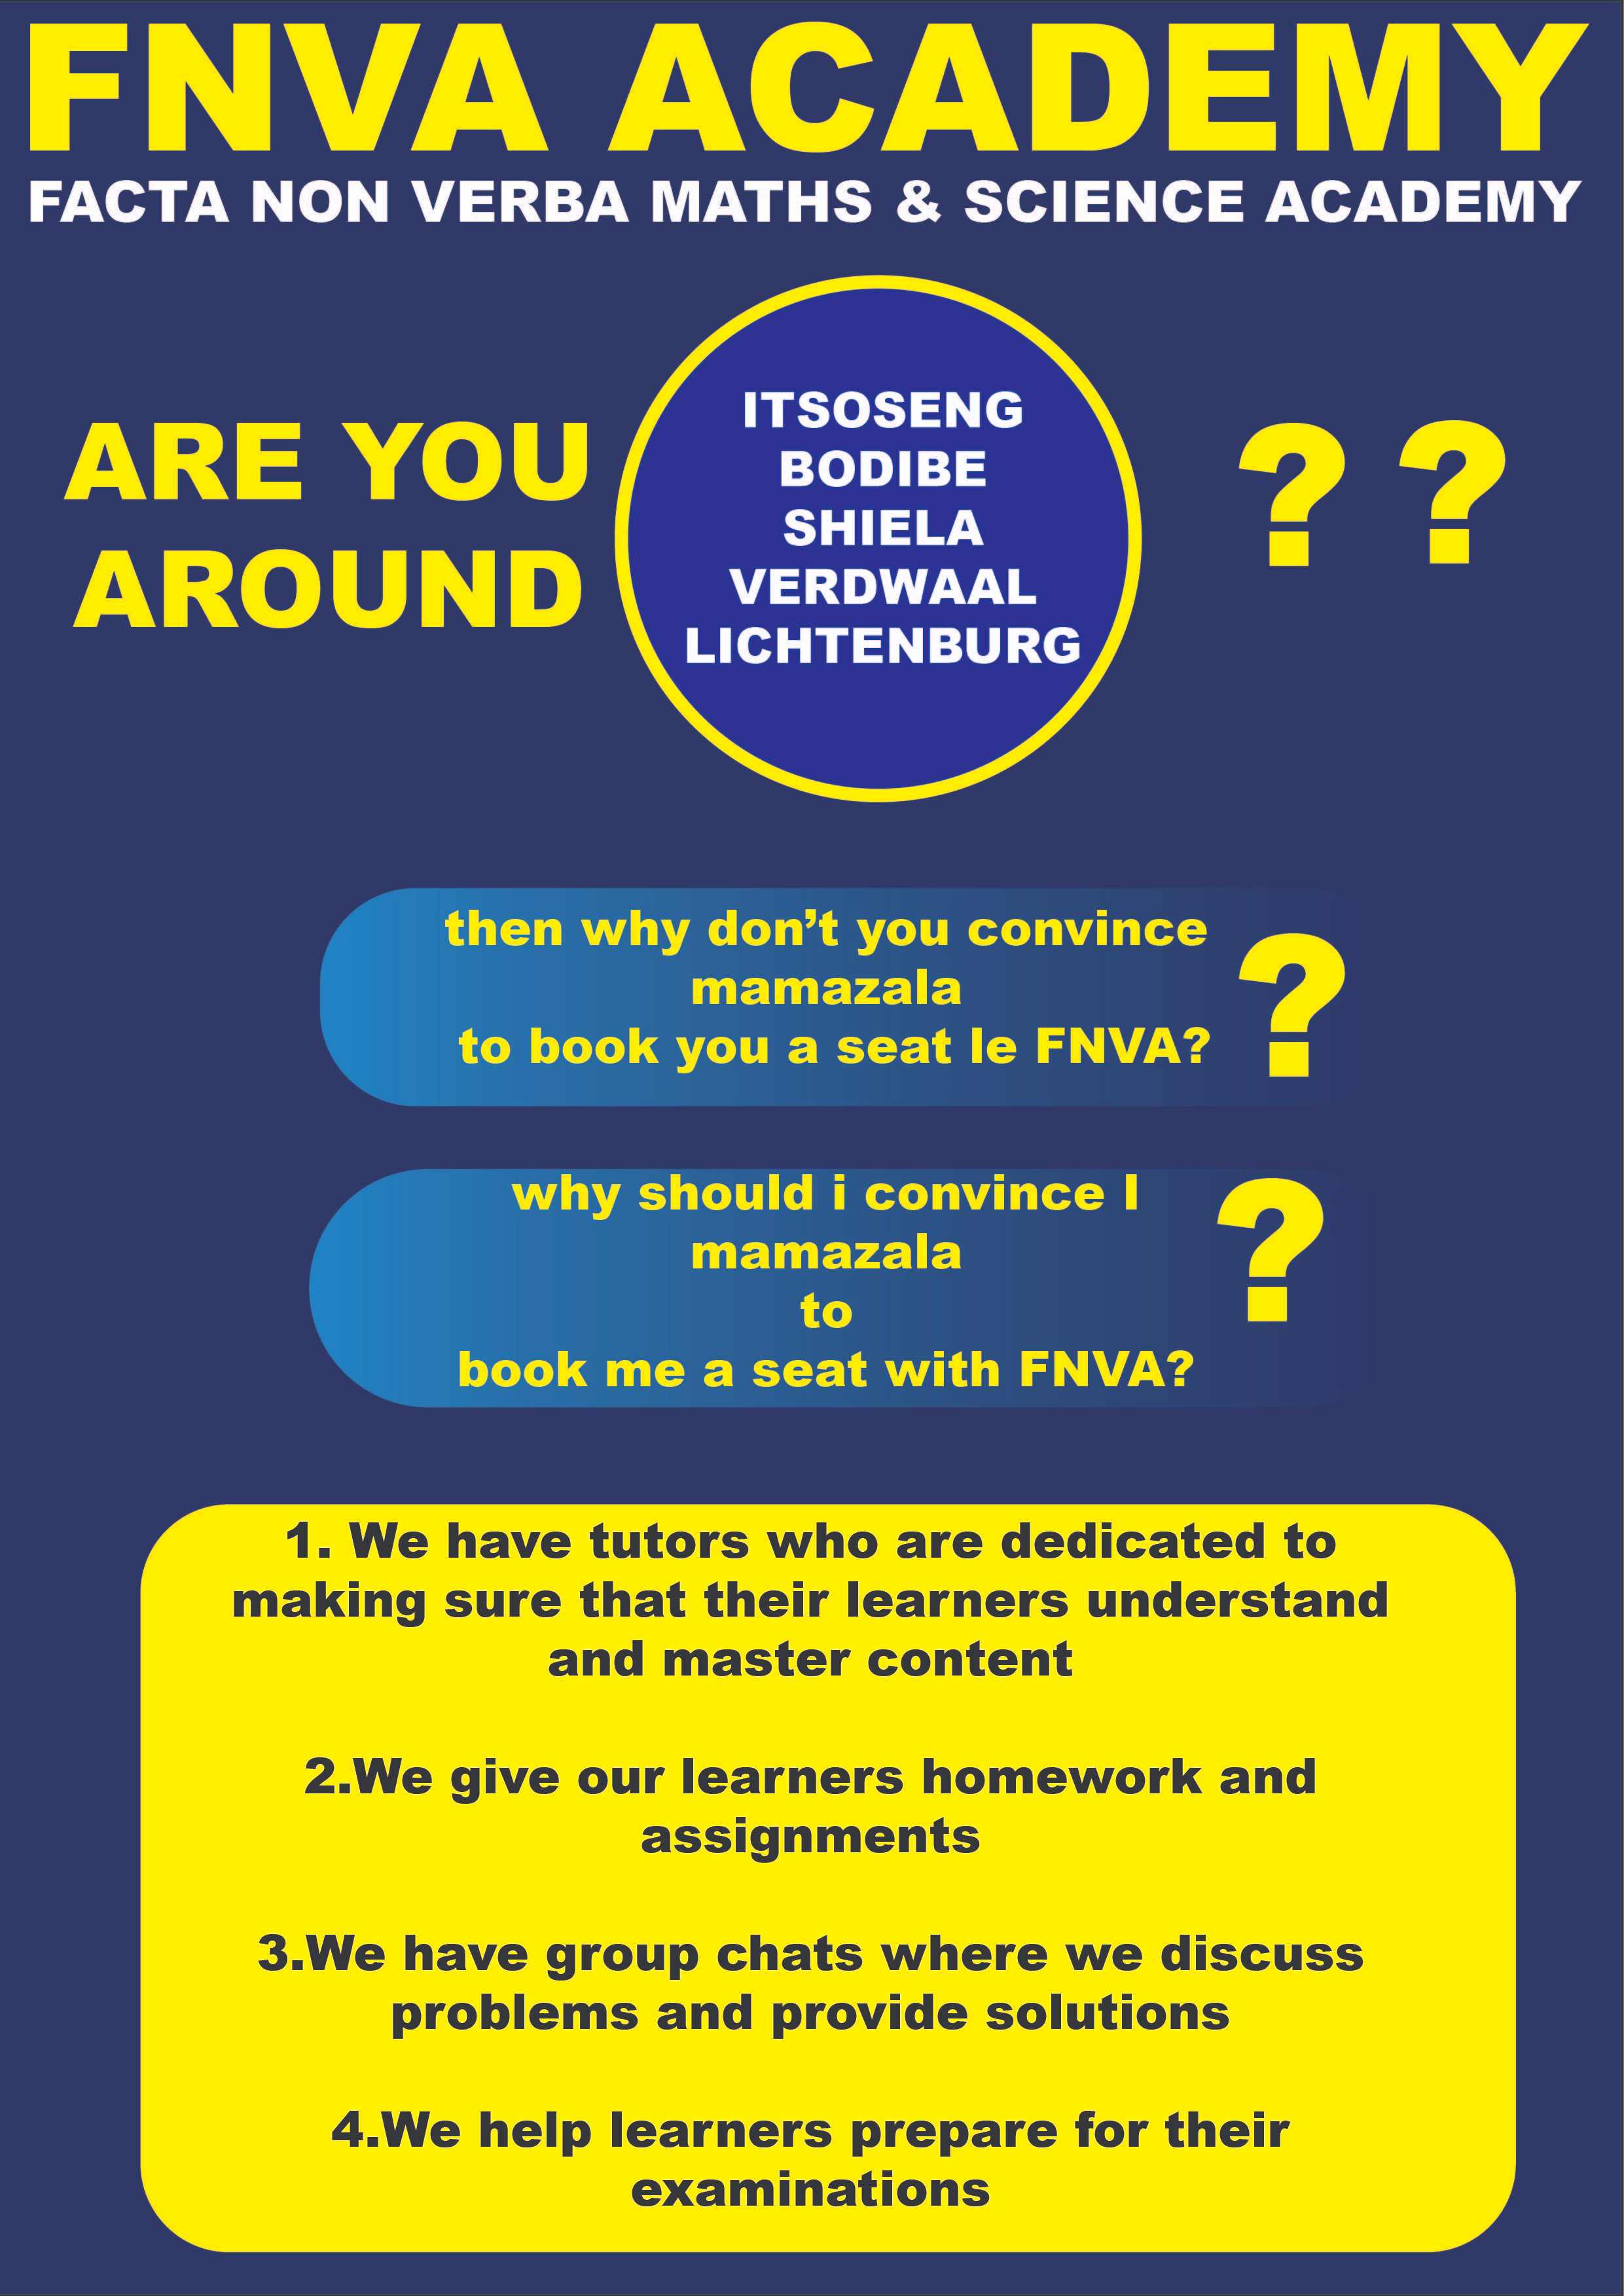 FNVA ACADEMY
FACTA NON VERBA MATHS & SCIENCE ACADEMY
ARE YOU
AROUND
ITSOSENG
BODIBE
SHIELA
VERDWAAL
LICHTENBURG
? ?
then why don’t you convince
mamazala
to book you a seat le FNVA?
?
why should i convince I
mamazala
to
book me a seat with FNVA?
?
1. We have tutors who are dedicated to
making sure that their learners understand
and master content
2.We give our learners homework and
assignments
3.We have group chats where we discuss
problems and provide solutions
4.We help learners prepare for their
examinations